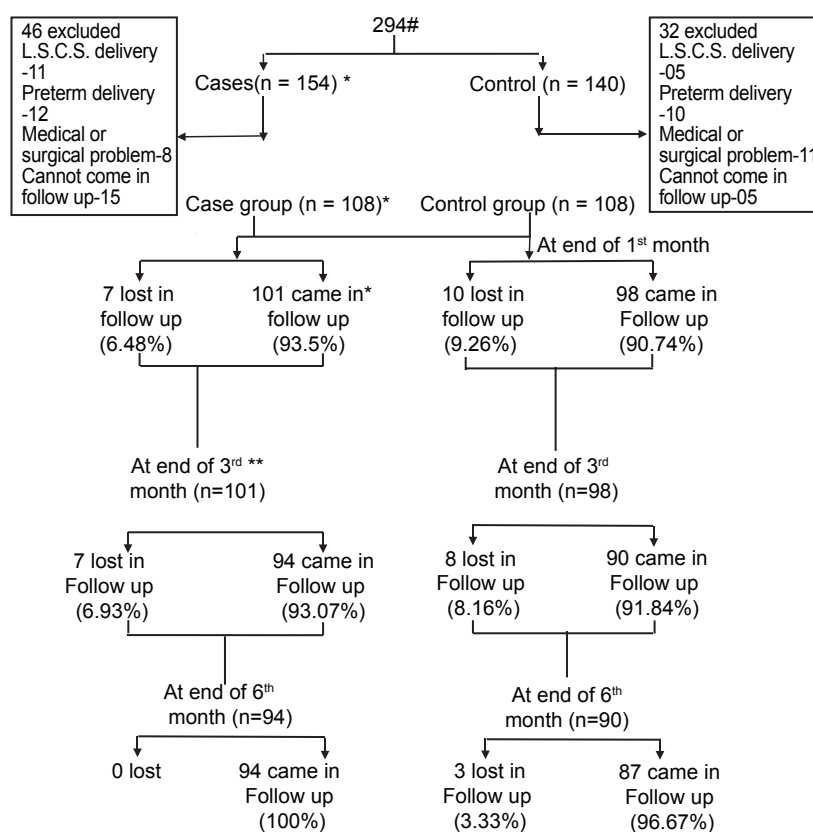 294#
46 excluded
L.S.C.S. delivery
-11
Preterm delivery
-12
Medical or
surgical problem-8
Cannot come in
follow up-15
Cases(n = 154) *
Control (n = 140)
32 excluded
L.S.C.S. delivery
-05
Preterm delivery
-10
Medical or
surgical problem-11
Cannot come in
follow up-05
Case group (n = 108)*
Control group (n = 108)
At end of 1st month
7 lost in
follow up
(6.48%)
101 came in*
follow up
(93.5%)
10 lost in
follow up
(9.26%)
98 came in
Follow up
(90.74%)
At end of 3rd **
month (n=101)
At end of 3rd
month (n=98)
7 lost in
Follow up
(6.93%)
94 came in
Follow up
(93.07%)
8 lost in
Follow up
(8.16%)
90 came in
Follow up
(91.84%)
At end of 6th
month (n=94)
At end of 6th
month (n=90)
0 lost
94 came in
Follow up
(100%)
3 lost in
Follow up
(3.33%)
87 came in
Follow up
(96.67%)